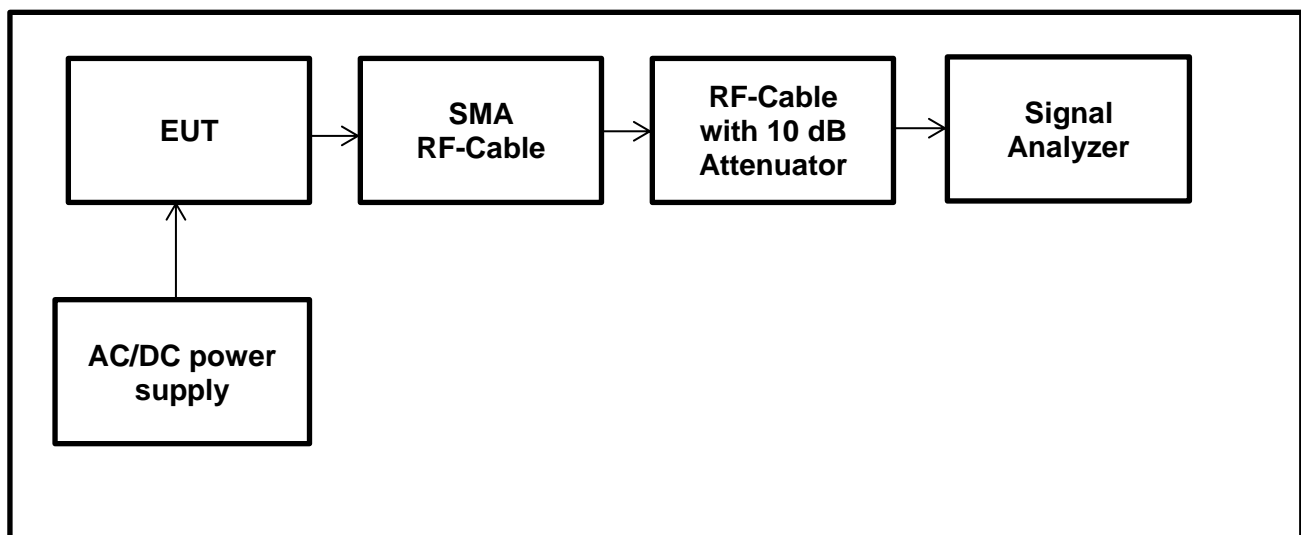 EUT
SMA
RF-Cable
RF-Cable
with 10 dB
Attenuator
Signal
Analyzer
AC/DC power
supply